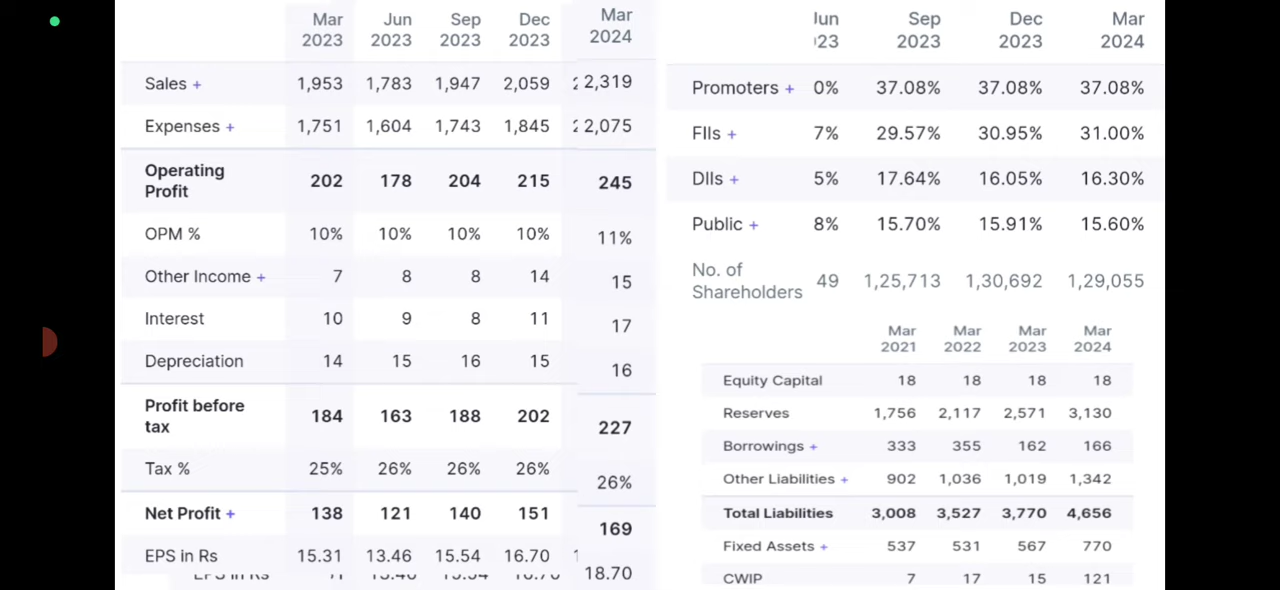 Mar Jun Sep Dec Mar
2023 2023 2023 2023 2024
Sales + 1,953 1,783 1,947 2,059 2,319
Expenses + 1,751 1,604 1,743 1,845 2,075
Operating
Profit 202 178 204 215 245
OPM % 10% 10% 10% 10% 11%
Other Income + 7 8 8 14 15
Interest 10 9 8 11 17
Depreciation 14 15 16 15 16
Profit before
tax 184 163 188 202 227
Tax % 25% 26% 26% 26% 26%
Net Profit + 138 121 140 151 169
EPS in Rs 15.31 13.46 15.54 16.70 18.70
Jun Sep Dec Mar
23 2023 2023 2024
Promoters + 0% 37.08% 37.08% 37.08%
FIIs + 7% 29.57% 30.95% 31.00%
DIIs + 5% 17.64% 16.05% 16.30%
Public + 8% 15.70% 15.91% 15.60%
No. of
Shareholders 49 1,25,713 1,30,692 1,29,055
Mar Mar Mar Mar
2021 2022 2023 2024
Equity Capital 18 18 18 18
Reserves 1,756 2,117 2,571 3,130
Borrowings + 333 355 162 166
Other Liabilities + 902 1,036 1,019 1,342
Total Liabilities 3,008 3,527 3,770 4,656
Fixed Assets + 537 531 567 770
CWIP 7 17 15 121